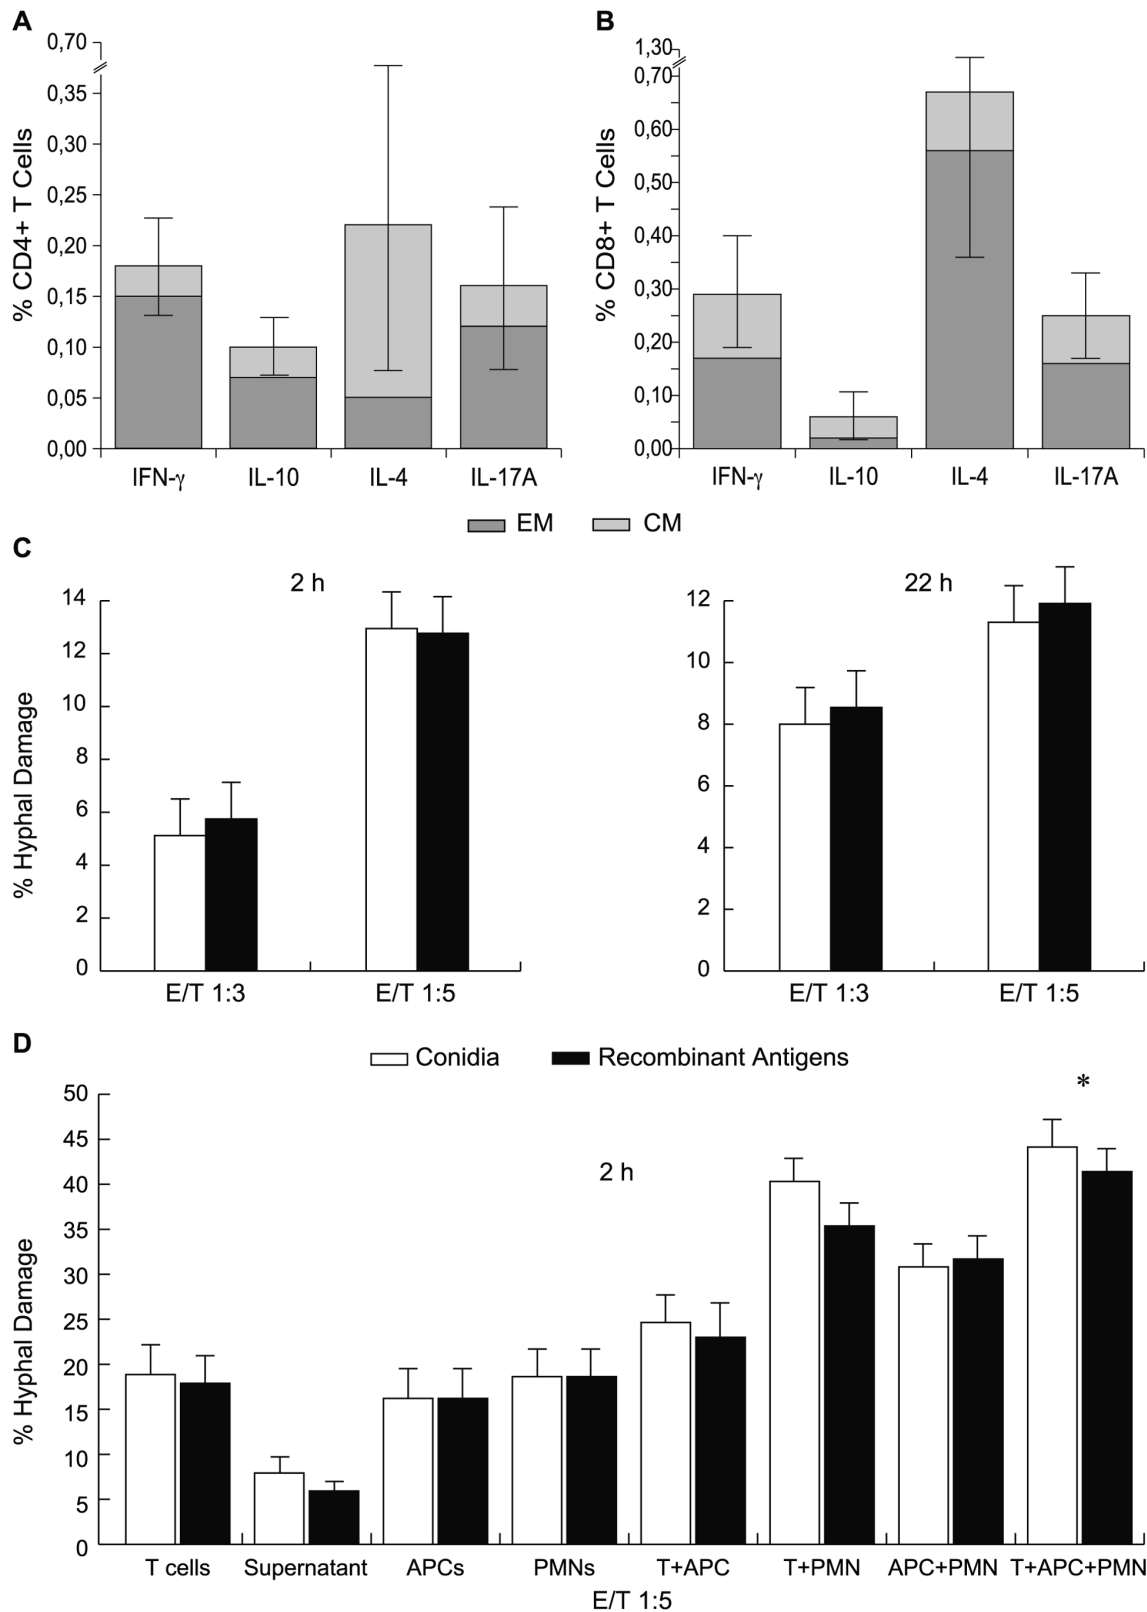 A
B
0,70
0,35
0,30
0,25
0,20
0,15
0,10
0,05
0,00
% CD4+ T Cells
IFN-γ
IL-10
IL-4
IL-17A
1,30
0,70
0,60
0,50
0,40
0,30
0,20
0,10
0,00
% CD8+ T Cells
IFN-γ
IL-10
IL-4
IL-17A
EM
CM
C
2 h
14
12
10
8
6
4
2
0
% Hyphal Damage
E/T 1:3
E/T 1:5
22 h
12
10
8
6
4
2
0
E/T 1:3
E/T 1:5
D
Conidia
Recombinant Antigens
50
45
40
35
30
25
20
15
10
5
0
% Hyphal Damage
2 h
*
T cells
Supernatant
APCs
PMNs
T+APC
T+PMN
APC+PMN
T+APC+PMN
E/T 1:5